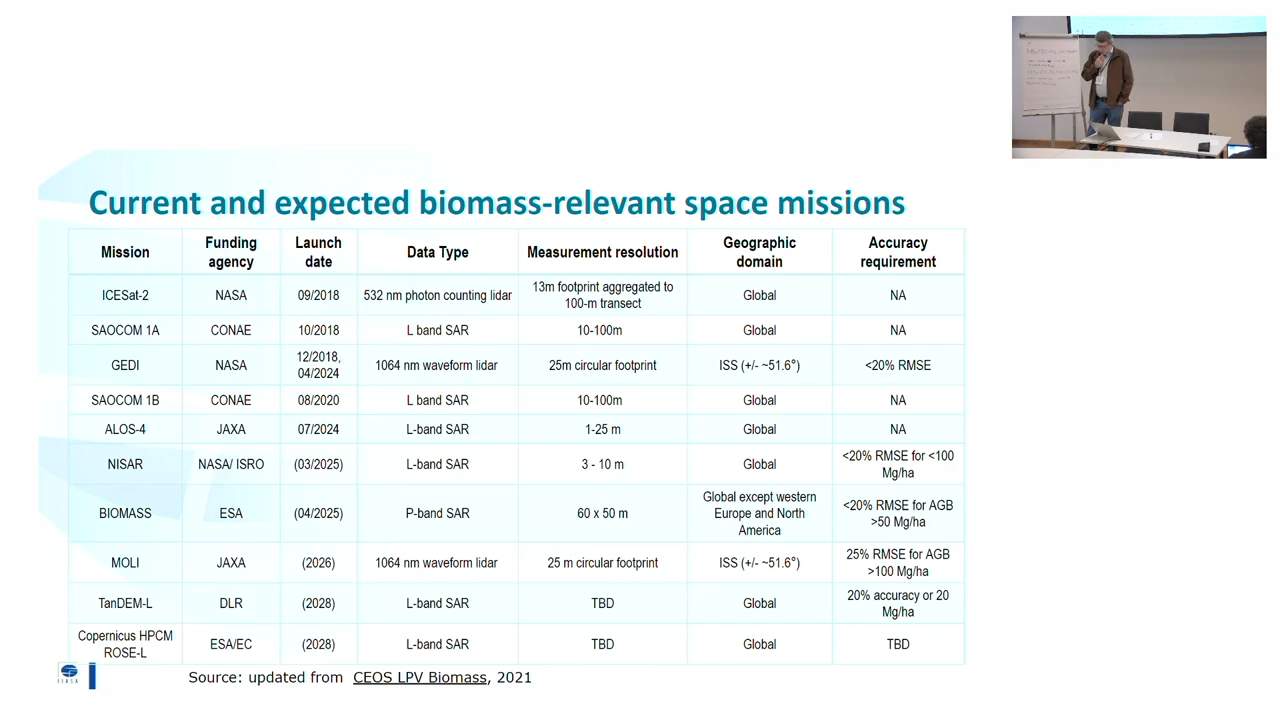 Current and expected biomass-relevant space missions
Mission Funding agency Launch date Data Type Measurement resolution Geographic domain Accuracy requirement
ICESat-2 NASA 09/2018 532 nm photon counting lidar 13m footprint aggregated to 100-m transect Global NA
SAOCOM 1A CONAE 10/2018 L band SAR 10-100m Global NA
GEDI NASA 12/2018, 04/2024 1064 nm waveform lidar 25m circular footprint ISS (+/- ~51.6°) <20% RMSE
SAOCOM 1B CONAE 08/2020 L band SAR 10-100m Global NA
ALOS-4 JAXA 07/2024 L-band SAR 1-25 m Global NA
NISAR NASA/ ISRO (03/2025) L-band SAR 3 - 10 m Global <20% RMSE for <100 Mg/ha
BIOMASS ESA (04/2025) P-band SAR 60 x 50 m Global except western Europe and North America <20% RMSE for AGB >50 Mg/ha
MOLI JAXA (2026) 1064 nm waveform lidar 25 m circular footprint ISS (+/- ~51.6°) 25% RMSE for AGB >100 Mg/ha
TanDEM-L DLR (2028) L-band SAR TBD Global 20% accuracy or 20 Mg/ha
Copernicus HPCM ROSE-L ESA/EC (2028) L-band SAR TBD Global TBD
IIASA
Source: updated from CEOS LPV Biomass, 2021